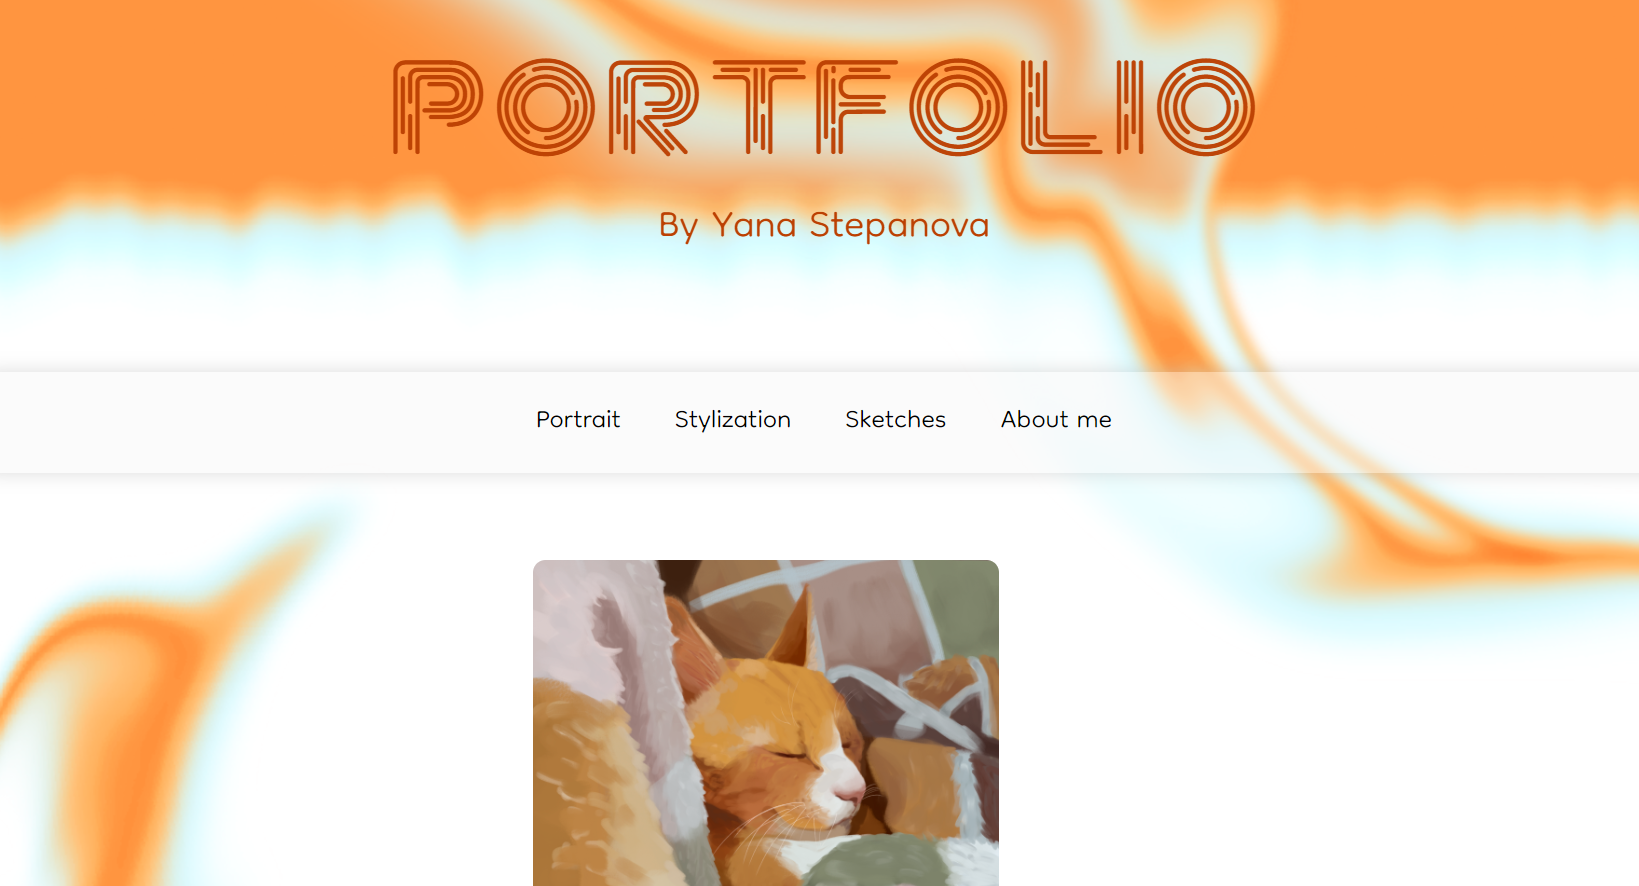 PORTFOLIO
By Yana Stepanova
Portrait Stylization Sketches About me